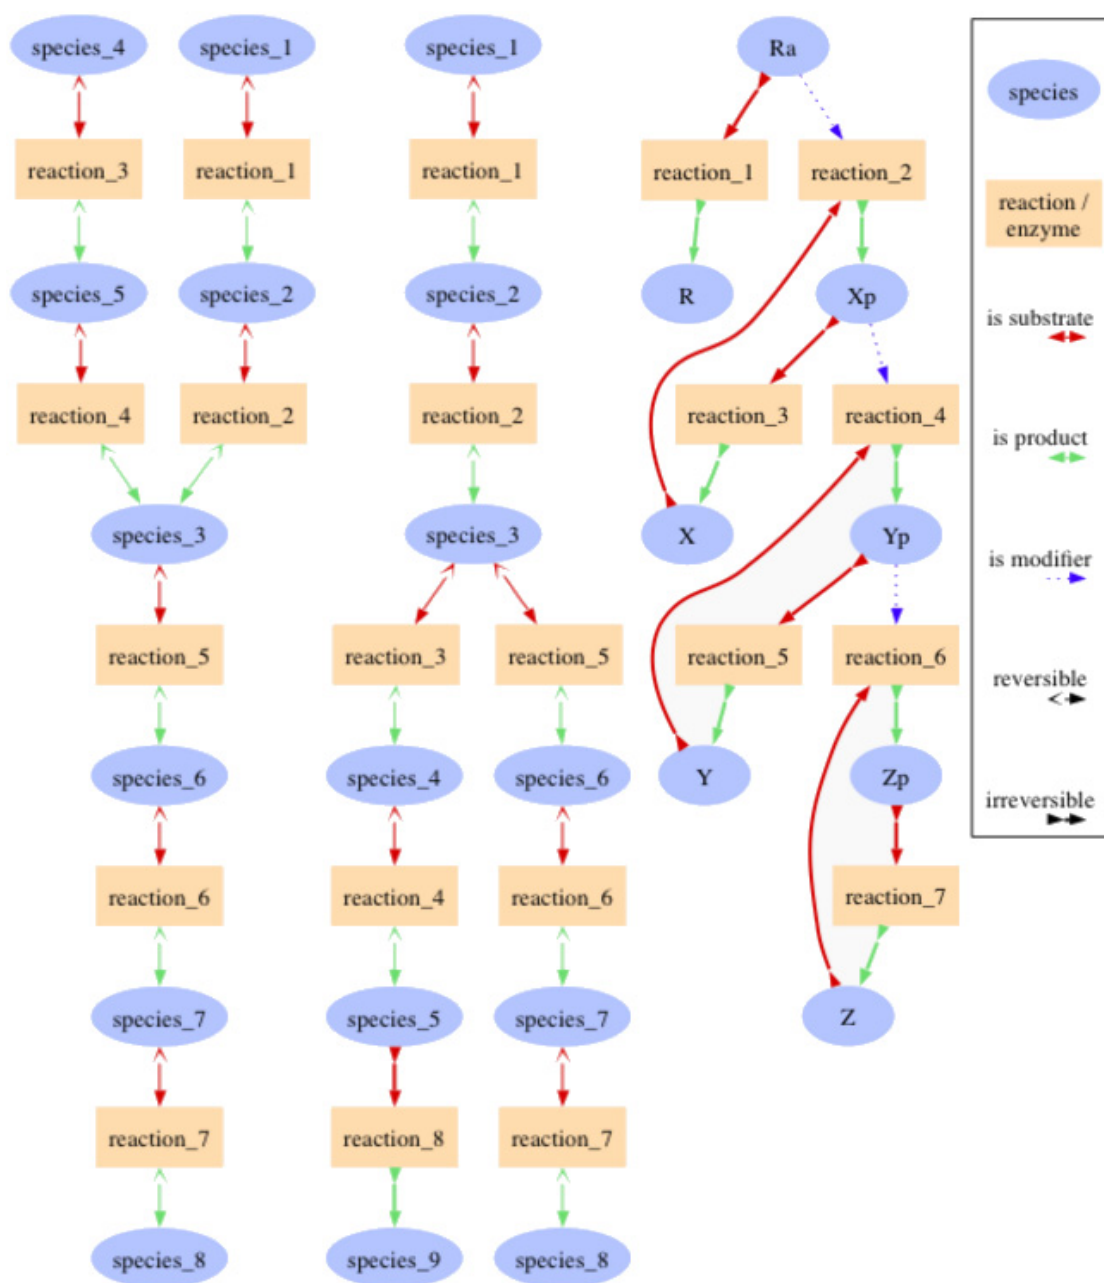 species_4
species_1
species_1
Ra
species
reaction_3
reaction_1
reaction_1
reaction_1
reaction_2
reaction /
enzyme
species_5
species_2
species_2
R
Xp
is substrate
reaction_4
reaction_2
reaction_2
reaction_3
reaction_4
is product
species_3
species_3
X
Yp
is modifier
reaction_5
reaction_3
reaction_5
reaction_5
reaction_6
reversible
species_6
species_4
species_6
Y
Zp
irreversible
reaction_6
reaction_4
reaction_6
reaction_7
species_7
species_5
species_7
Z
reaction_7
reaction_8
reaction_7
species_8
species_9
species_8